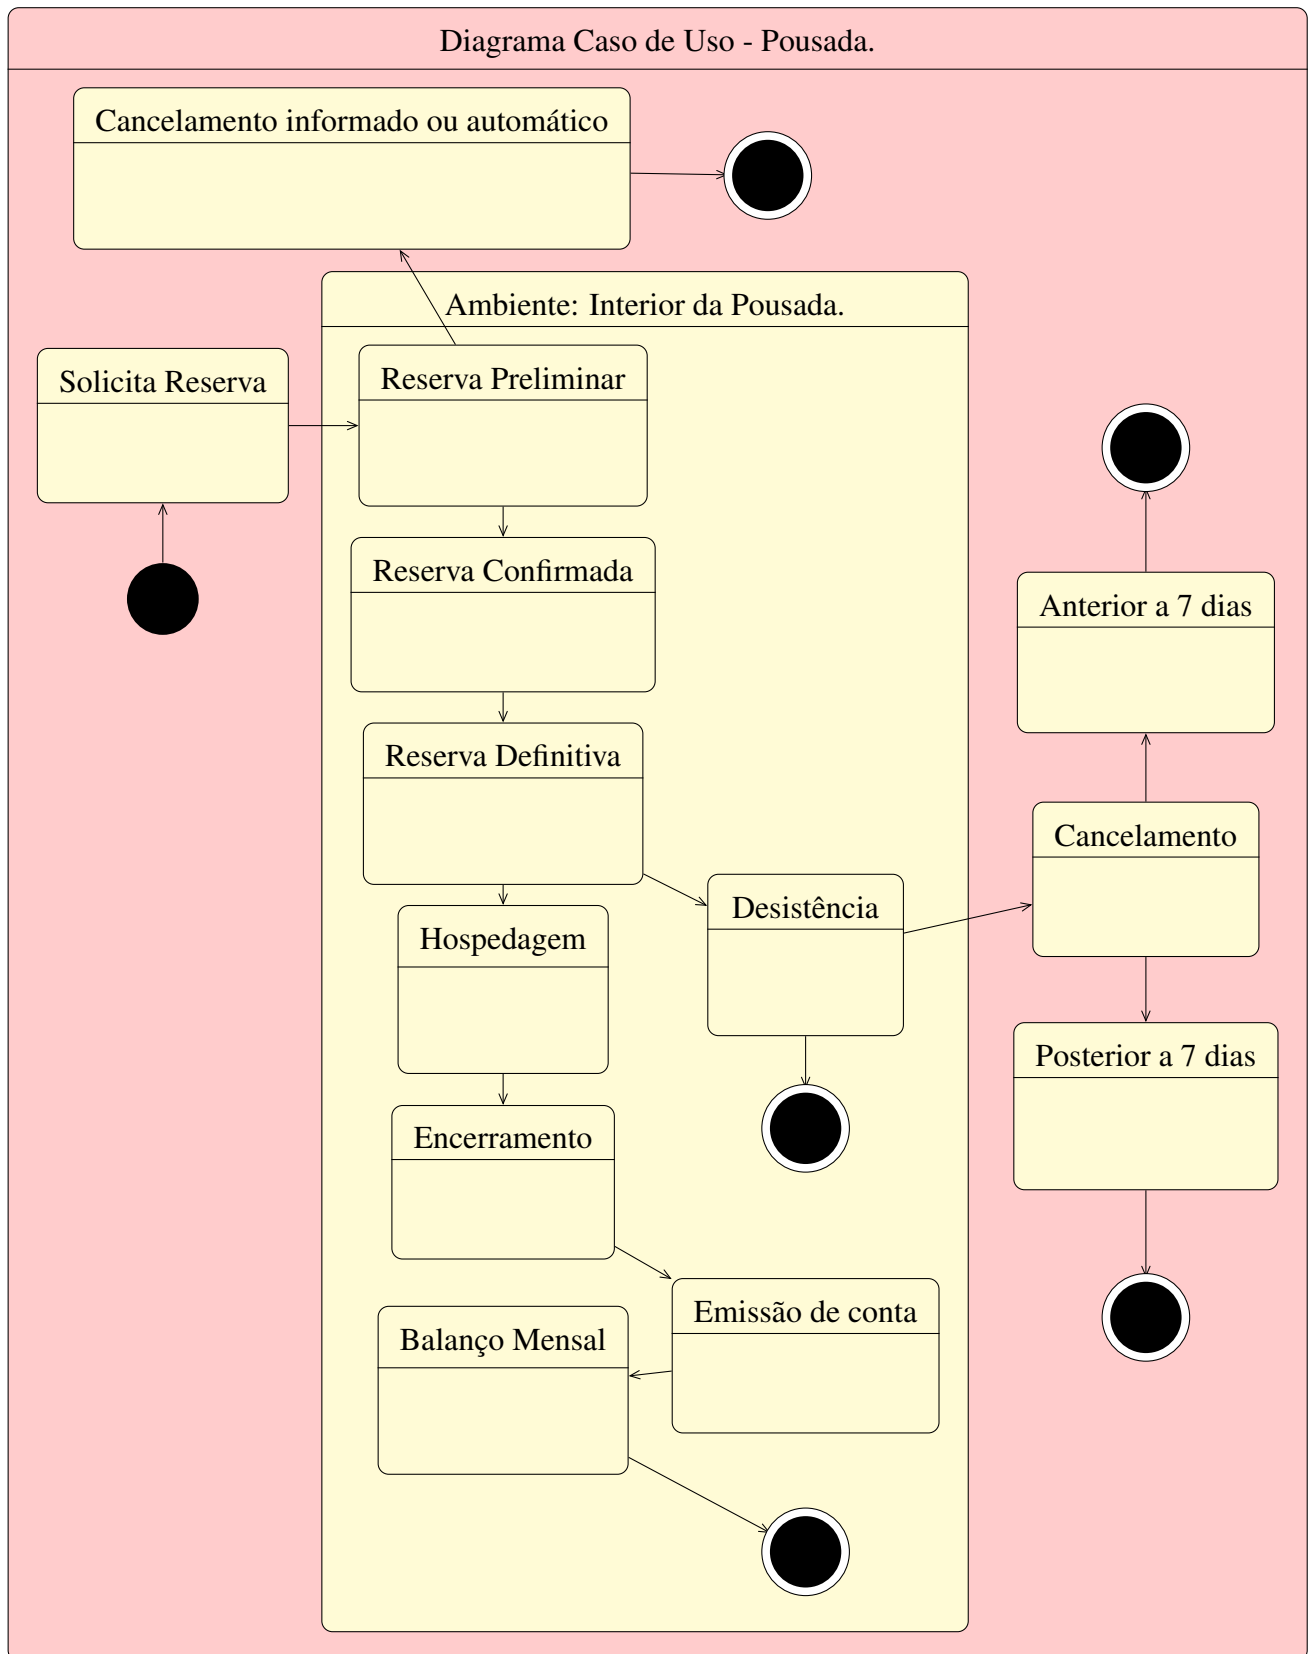 Diagrama Caso de Uso - Pousada.
Cancelamento informado ou automático
Ambiente: Interior da Pousada.
Solicita Reserva
Reserva Preliminar
Reserva Confirmada
Anterior a 7 dias
Reserva Definitiva
Cancelamento
Desistência
Hospedagem
Posterior a 7 dias
Encerramento
Emissão de conta
Balanço Mensal